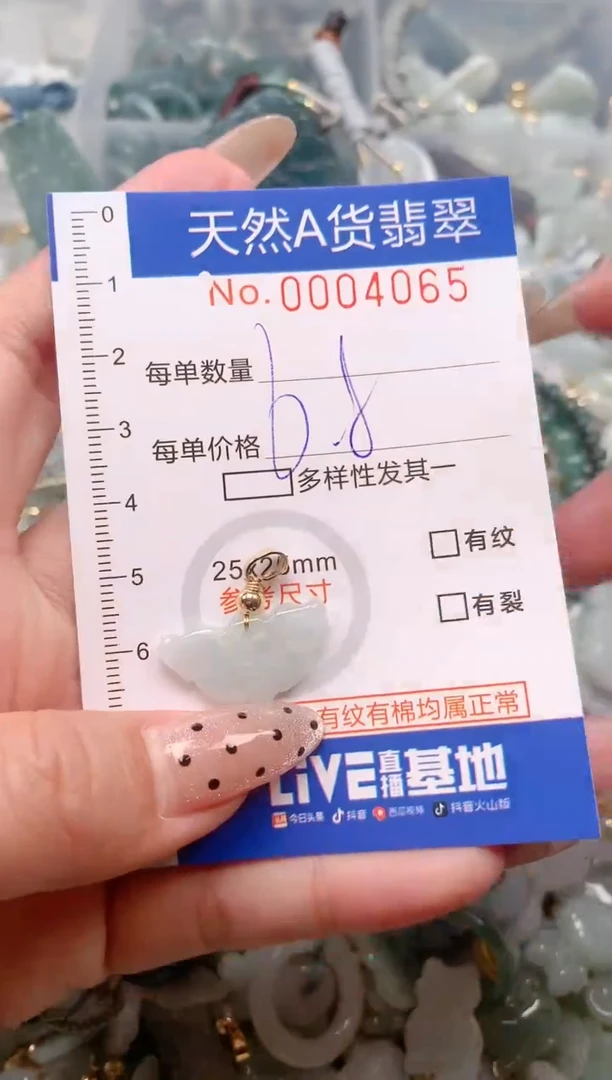 天然A货翡翠
No. 0004065
0
1
2
3
4
5
6
每单数量
每单价格
6.8
多样性发其一
有纹
有裂
参考尺寸
有纹有棉均属正常
LiVE直播基地
今日头条 抖音 西瓜视频 抖音火山版